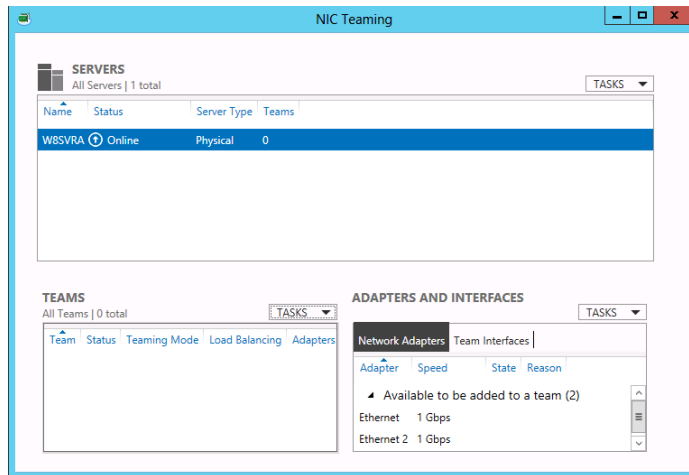 NIC Teaming
SERVERS
All Servers | 1 total
TASKS
Name Status Server Type Teams
W8SVRA Online Physical 0
TEAMS
All Teams | 0 total
TASKS
Team Status Teaming Mode Load Balancing Adapters
ADAPTERS AND INTERFACES
TASKS
Network Adapters Team Interfaces
Adapter Speed State Reason
Available to be added to a team (2)
Ethernet 1 Gbps
Ethernet 2 1 Gbps